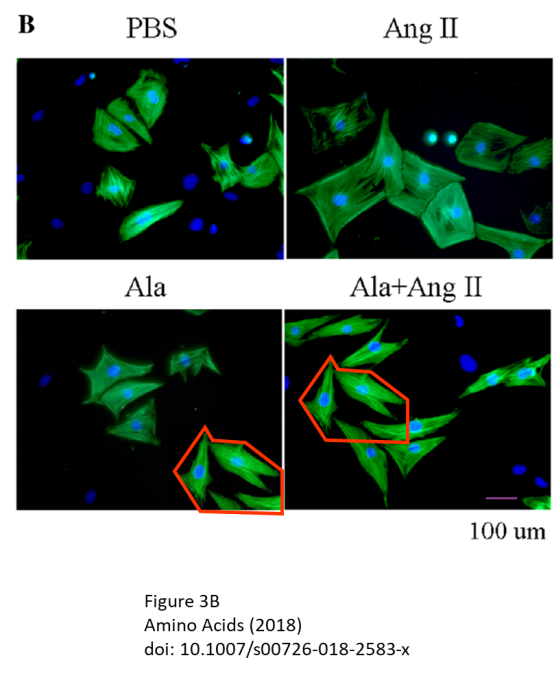 B
PBS
Ang II
Ala
Ala+Ang II
100 um
Figure 3B
Amino Acids (2018)
doi: 10.1007/s00726-018-2583-x